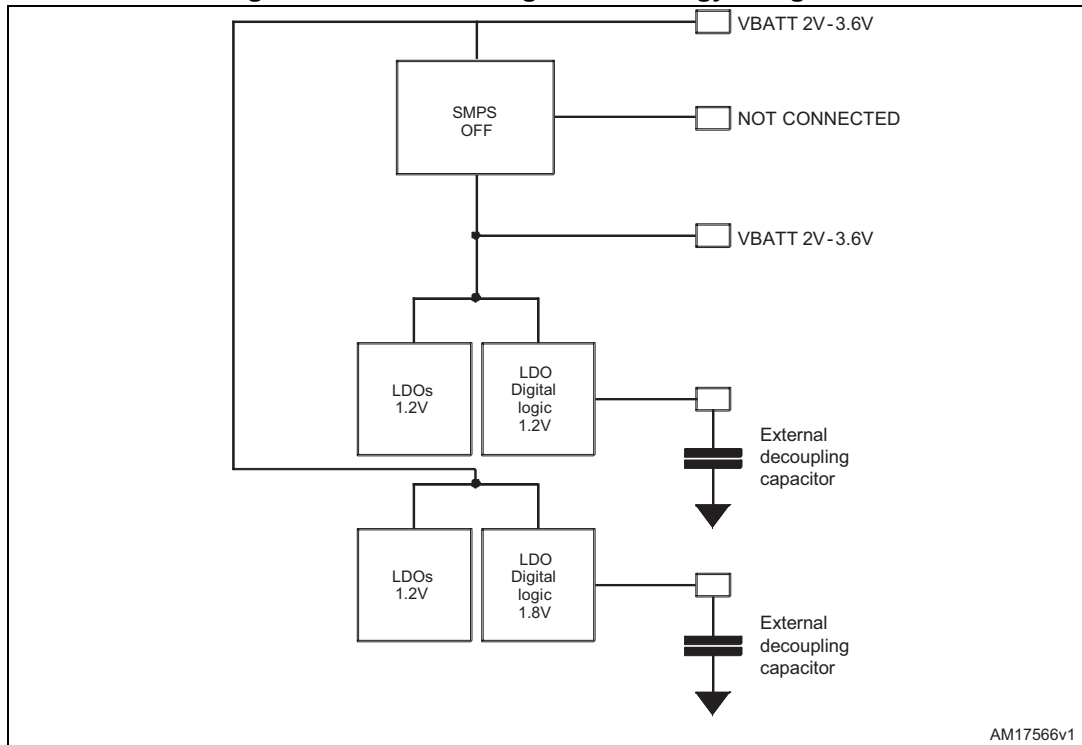 VBATT 2V-3.6V
SMPS
OFF
NOT CONNECTED
VBATT 2V-3.6V
LDOs
1.2V
LDO
Digital
logic
1.2V
External
decoupling
capacitor
LDOs
1.2V
LDO
Digital
logic
1.8V
External
decoupling
capacitor
AM17566v1